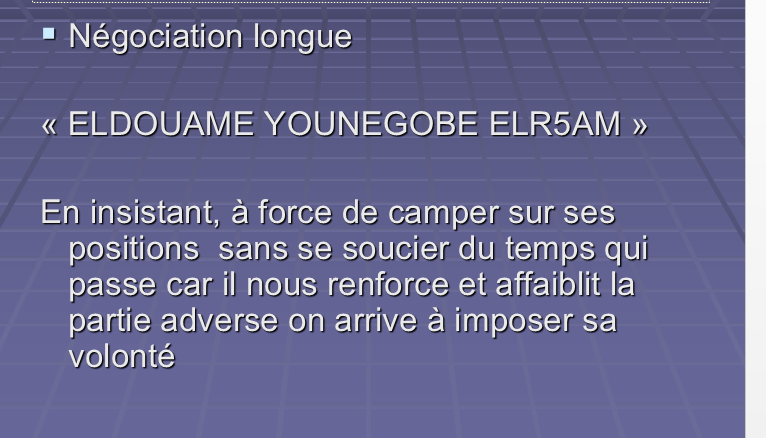 Négociation longue
« ELDOUAME YOUNEGOBE ELR5AM »
En insistant, à force de camper sur ses
positions sans se soucier du temps qui
passe car il nous renforce et affaiblit la
partie adverse on arrive à imposer sa
volonté